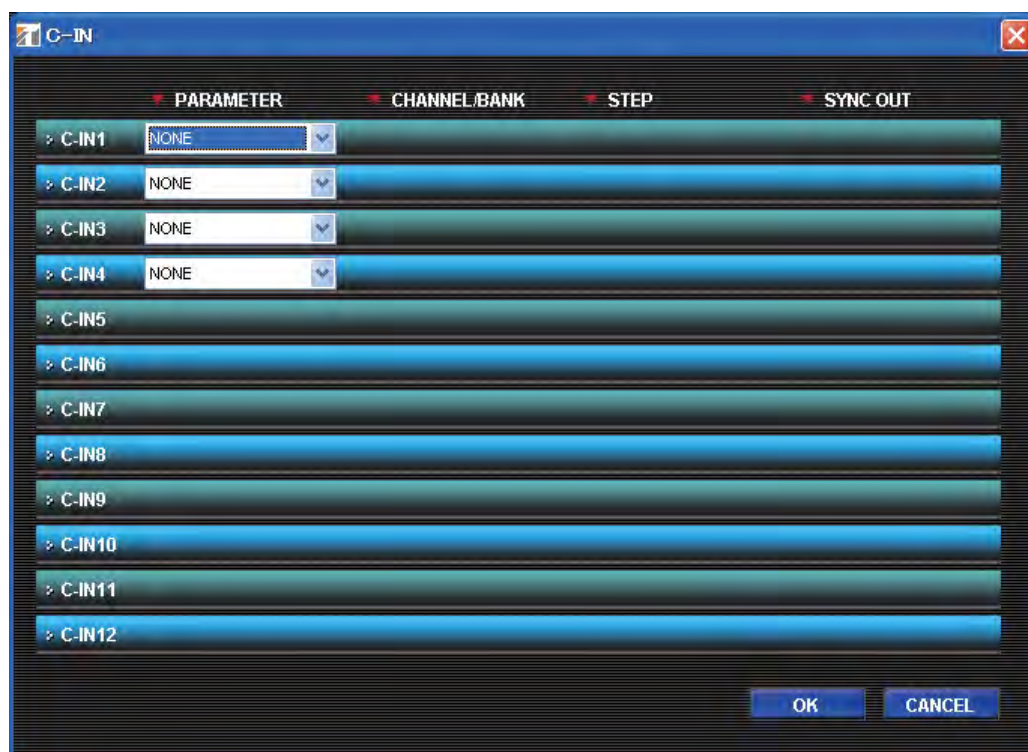 C-IN
PARAMETER CHANNEL/BANK STEP SYNC OUT
C-IN1 NONE
C-IN2 NONE
C-IN3 NONE
C-IN4 NONE
C-IN5
C-IN6
C-IN7
C-IN8
C-IN9
C-IN10
C-IN11
C-IN12
OK CANCEL